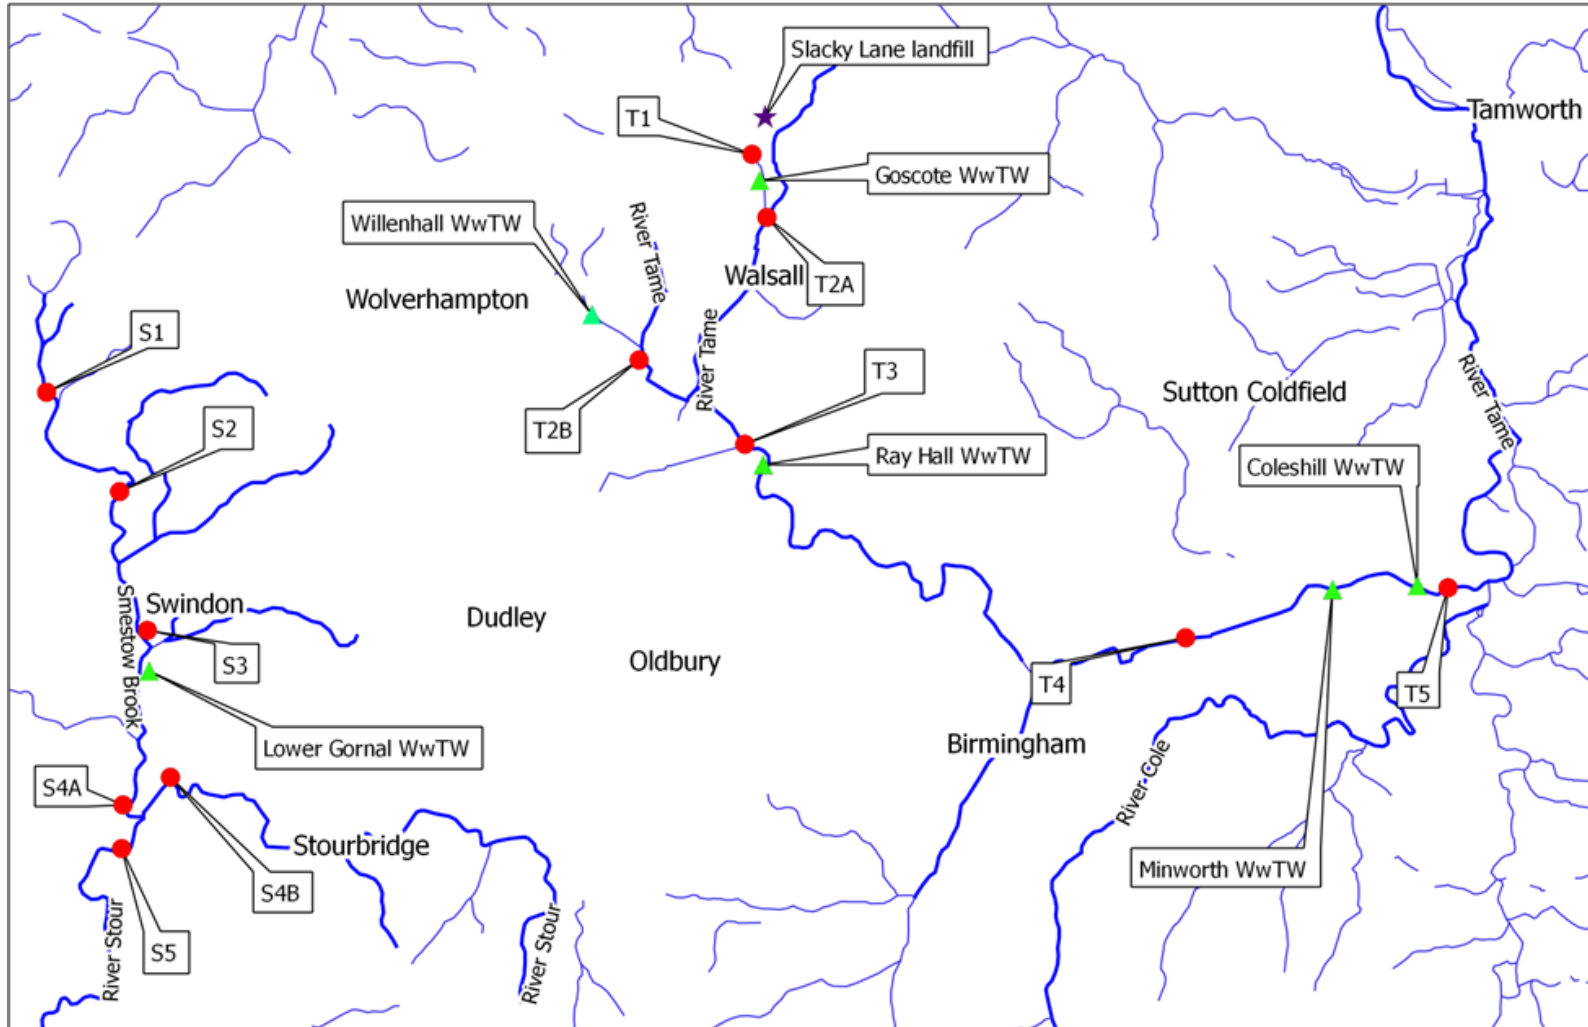 Slacky Lane landfill
Tamworth
T1
Goscote WwTW
Willenhall WwTW
River Tame
Walsall
T2A
Wolverhampton
S1
River Tame
T3
River Tame
Sutton Coldfield
S2
T2B
Ray Hall WwTW
Coleshill WwTW
Smestow Brook
Swindon
Dudley
Oldbury
S3
T4
T5
Lower Gornal WwTW
Birmingham
River Cole
S4A
Stourbridge
Minworth WwTW
S4B
River Stour
S5
River Stour